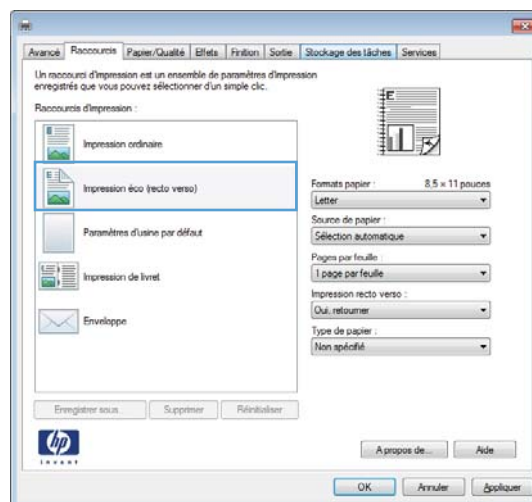 Avancé Raccourcis Papier/Qualité Effets Finition Sortie Stockage des tâches Services
Un raccourci d'impression est un ensemble de paramètres d'impression
enregistrés que vous pouvez sélectionner d'un simple clic.
Raccourcis d'impression :
Impression ordinaire
Impression éco (recto verso)
Paramètres d'usine par défaut
Impression de livret
Enveloppe
Enregistrer sous... Supprimer Réinitialiser
E
Formats papier : 8,5 × 11 pouces
Letter
Source de papier :
Sélection automatique
Pages par feuille :
1 page par feuille
Impression recto verso :
Oui, retourner
Type de papier :
Non spécifié
hp
invent
A propos de... Aide
OK Annuler Appliquer